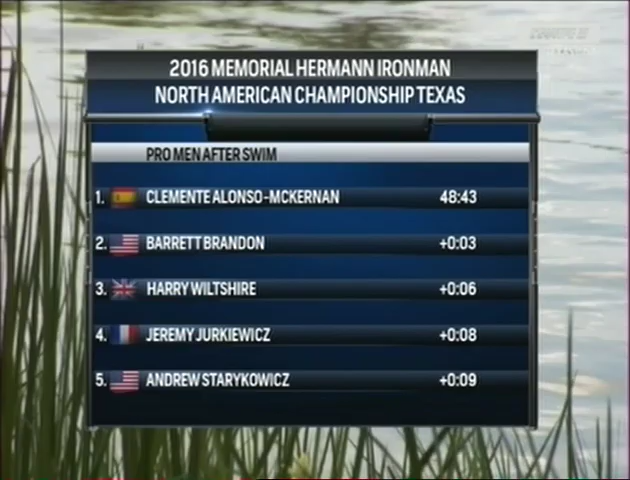 2016 MEMORIAL HERMANN IRONMAN
NORTH AMERICAN CHAMPIONSHIP TEXAS
PRO MEN AFTER SWIM
1. CLEMENTE ALONSO-MCKERNAN 48:43
2. BARRETT BRANDON +0:03
3. HARRY WILTSHIRE +0:06
4. JEREMY JURKIEWICZ +0:08
5. ANDREW STARYKOWICZ +0:09